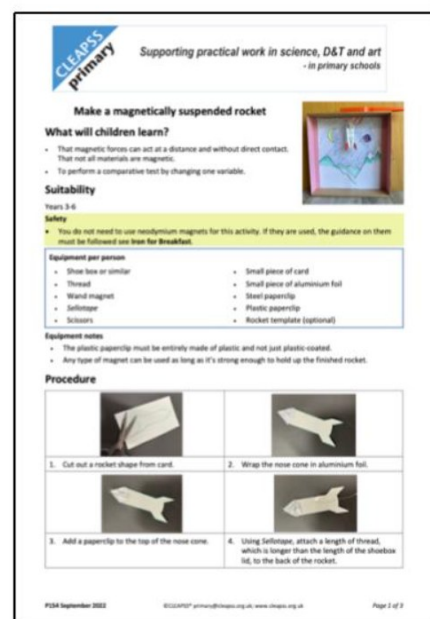 CLEAPSS
primary
Supporting practical work in science, D&T and art
- in primary schools
Make a magnetically suspended rocket
What will children learn?
• That magnetic forces can act at a distance and without direct contact.
That not all materials are magnetic.
• To perform a comparative test by changing one variable.
Suitability
Years 3-6
Safety
• You do not need to use neodymium magnets for this activity. If they are used, the guidance on them
must be followed see Iron for Breakfast.
Equipment per person
• Shoe box or similar
• Thread
• Wand magnet
• Sellotape
• Scissors
• Small piece of card
• Small piece of aluminium foil
• Steel paperclip
• Plastic paperclip
• Rocket template (optional)
Equipment notes
• The plastic paperclip must be entirely made of plastic and not just plastic-coated.
• Any type of magnet can be used as long as it's strong enough to hold up the finished rocket.
Procedure
1. Cut out a rocket shape from card.
2. Wrap the nose cone in aluminium foil.
3. Add a paperclip to the top of the nose cone.
4. Using Sellotape, attach a length of thread,
which is longer than the length of the shoebox
lid, to the back of the rocket.
P154 September 2022
©CLEAPSS® primary@cleapss.org.uk; www.cleapss.org.uk
Page 1 of 3